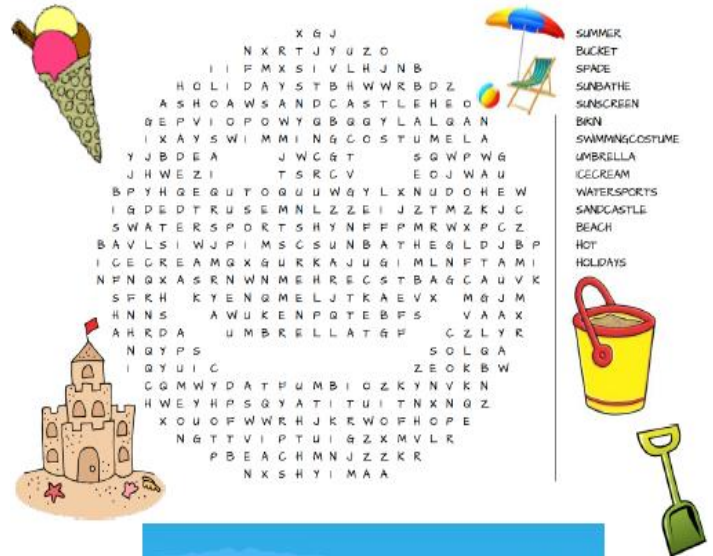 X G J
N X R T J Y U Z O
I I F M X S I V L H J N B
H O L I D A Y S T B H W W R B D Z
A S H O A W S A N D C A S T L E H E O
G E P V I O P O W Y Q B Q Q Y L A L Q A N
I X A Y S W I M M I N G C O S T U M E L A
Y J B D E A J W C G T S Q W P W G
J H W E Z I T S R C V E O J W A U
B P Y H Q E Q U T O Q U U W G Y L X N U D O H E W
I G D E D T R U S E M N L Z Z E I J Z T M Z K J C
S W A T E R S P O R T S H Y N F F P M R W X P C Z
B A V L S I W J P I M S C S U N B A T H E G L D J B P
I C E C R E A M Q X G U R K A J U G I M L N F T A M I
N F N Q X A S R N W N M E H R E C S T B A G C A U V K
S F R H K Y E N Q M E L J T K A E V X M G J M
H N N S A W U K E N P Q T E B F S V A A X
A H R D A U M B R E L L A T G F C Z L Y R
N Q Y P S S O L Q A
I Q Y U I C Z E O K B W
C Q M W Y D A T F U M B I O Z K Y N V K N
H W E Y H P S Q Y A T I T U I T N X N Q Z
X O U O F W W R H J K R W O F H O P E
N G T T V I P T U I G Z X M V L R
P B E A C H M N J Z Z K R
N X S H Y I M A A
SUMMER
BUCKET
SPADE
SUNBATHE
SUNSCREEN
BIKINI
SWIMMINGCOSTUME
UMBRELLA
ICECREAM
WATERSPORTS
SANDCASTLE
BEACH
HOT
HOLIDAYS